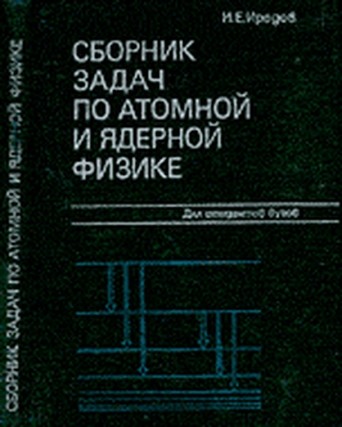 И.Е.Иродов
СБОРНИК
ЗАДАЧ
ПО АТОМНОЙ
И ЯДЕРНОЙ
ФИЗИКЕ
Для студентов вузов
СБОРНИК ЗАДАЧ ПО АТОМНОЙ И ЯДЕРНОЙ ФИЗИКЕ